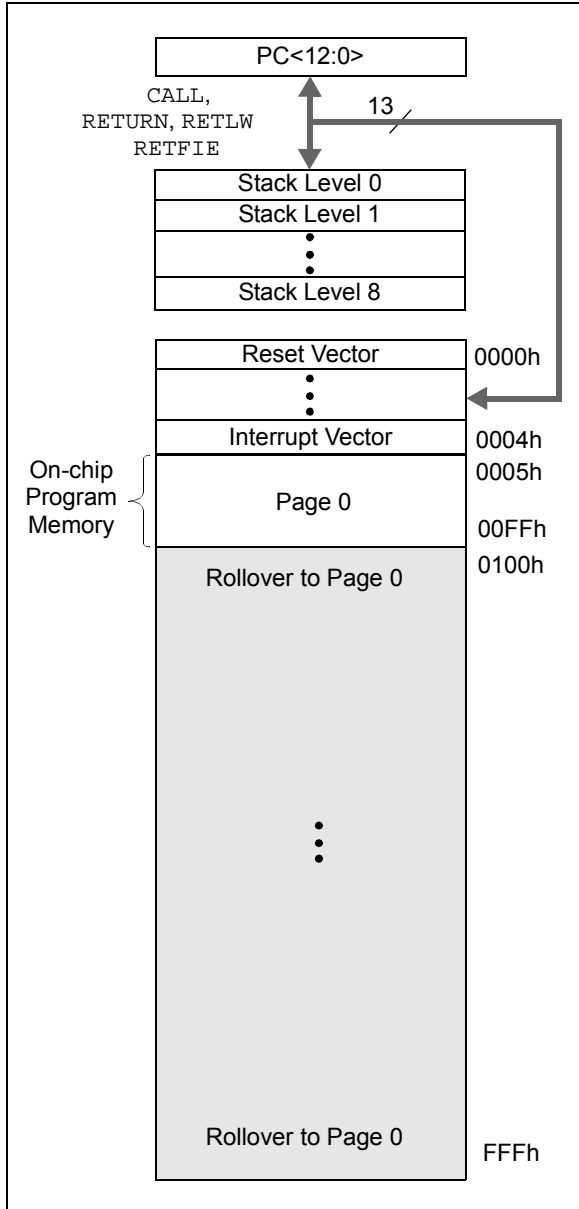 PC<12:0>
CALL,
RETURN, RETLW
RETFIE
13
Stack Level 0
Stack Level 1
Stack Level 8
Reset Vector
0000h
Interrupt Vector
0004h
On-chip
Program
Memory
Page 0
0005h
00FFh
Rollover to Page 0
0100h
Rollover to Page 0
FFFh